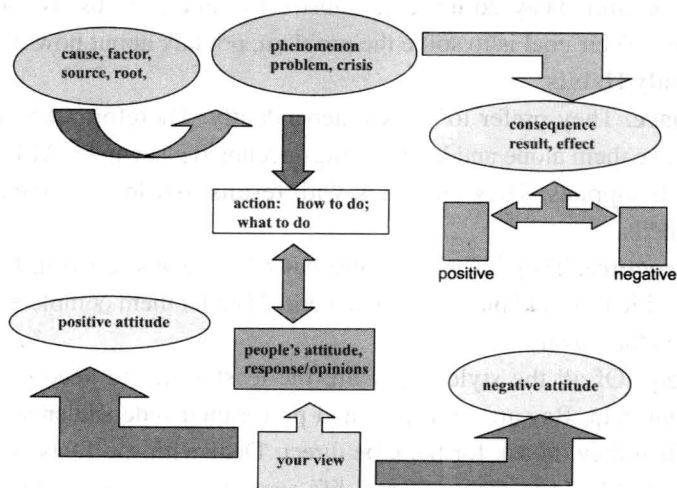 cause, factor,
source, root,
phenomenon
problem, crisis
consequence
result, effect
action: how to do;
what to do
positive
negative
positive attitude
people's attitude,
response/opinions
negative attitude
your view